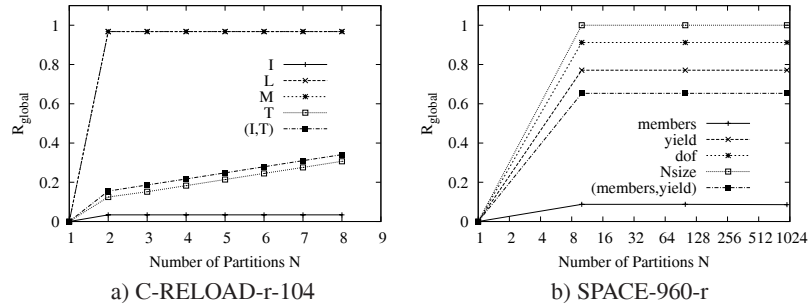 R_global
1
0.8
0.6
0.4
0.2
0
I
L
M
T
(I,T)
1 2 3 4 5 6 7 8 9
Number of Partitions N
a) C-RELOAD-r-104
R_global
1
0.8
0.6
0.4
0.2
0
members
yield
dof
Nsize
(members,yield)
1 2 4 8 16 32 64 128 256 512 1024
Number of Partitions N
b) SPACE-960-r